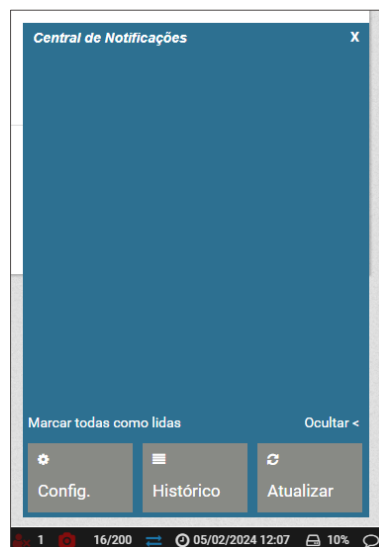 Central de Notificações X
Marcar todas como lidas Ocultar <
Config. Histórico Atualizar
1 16/200 05/02/2024 12:07 10%